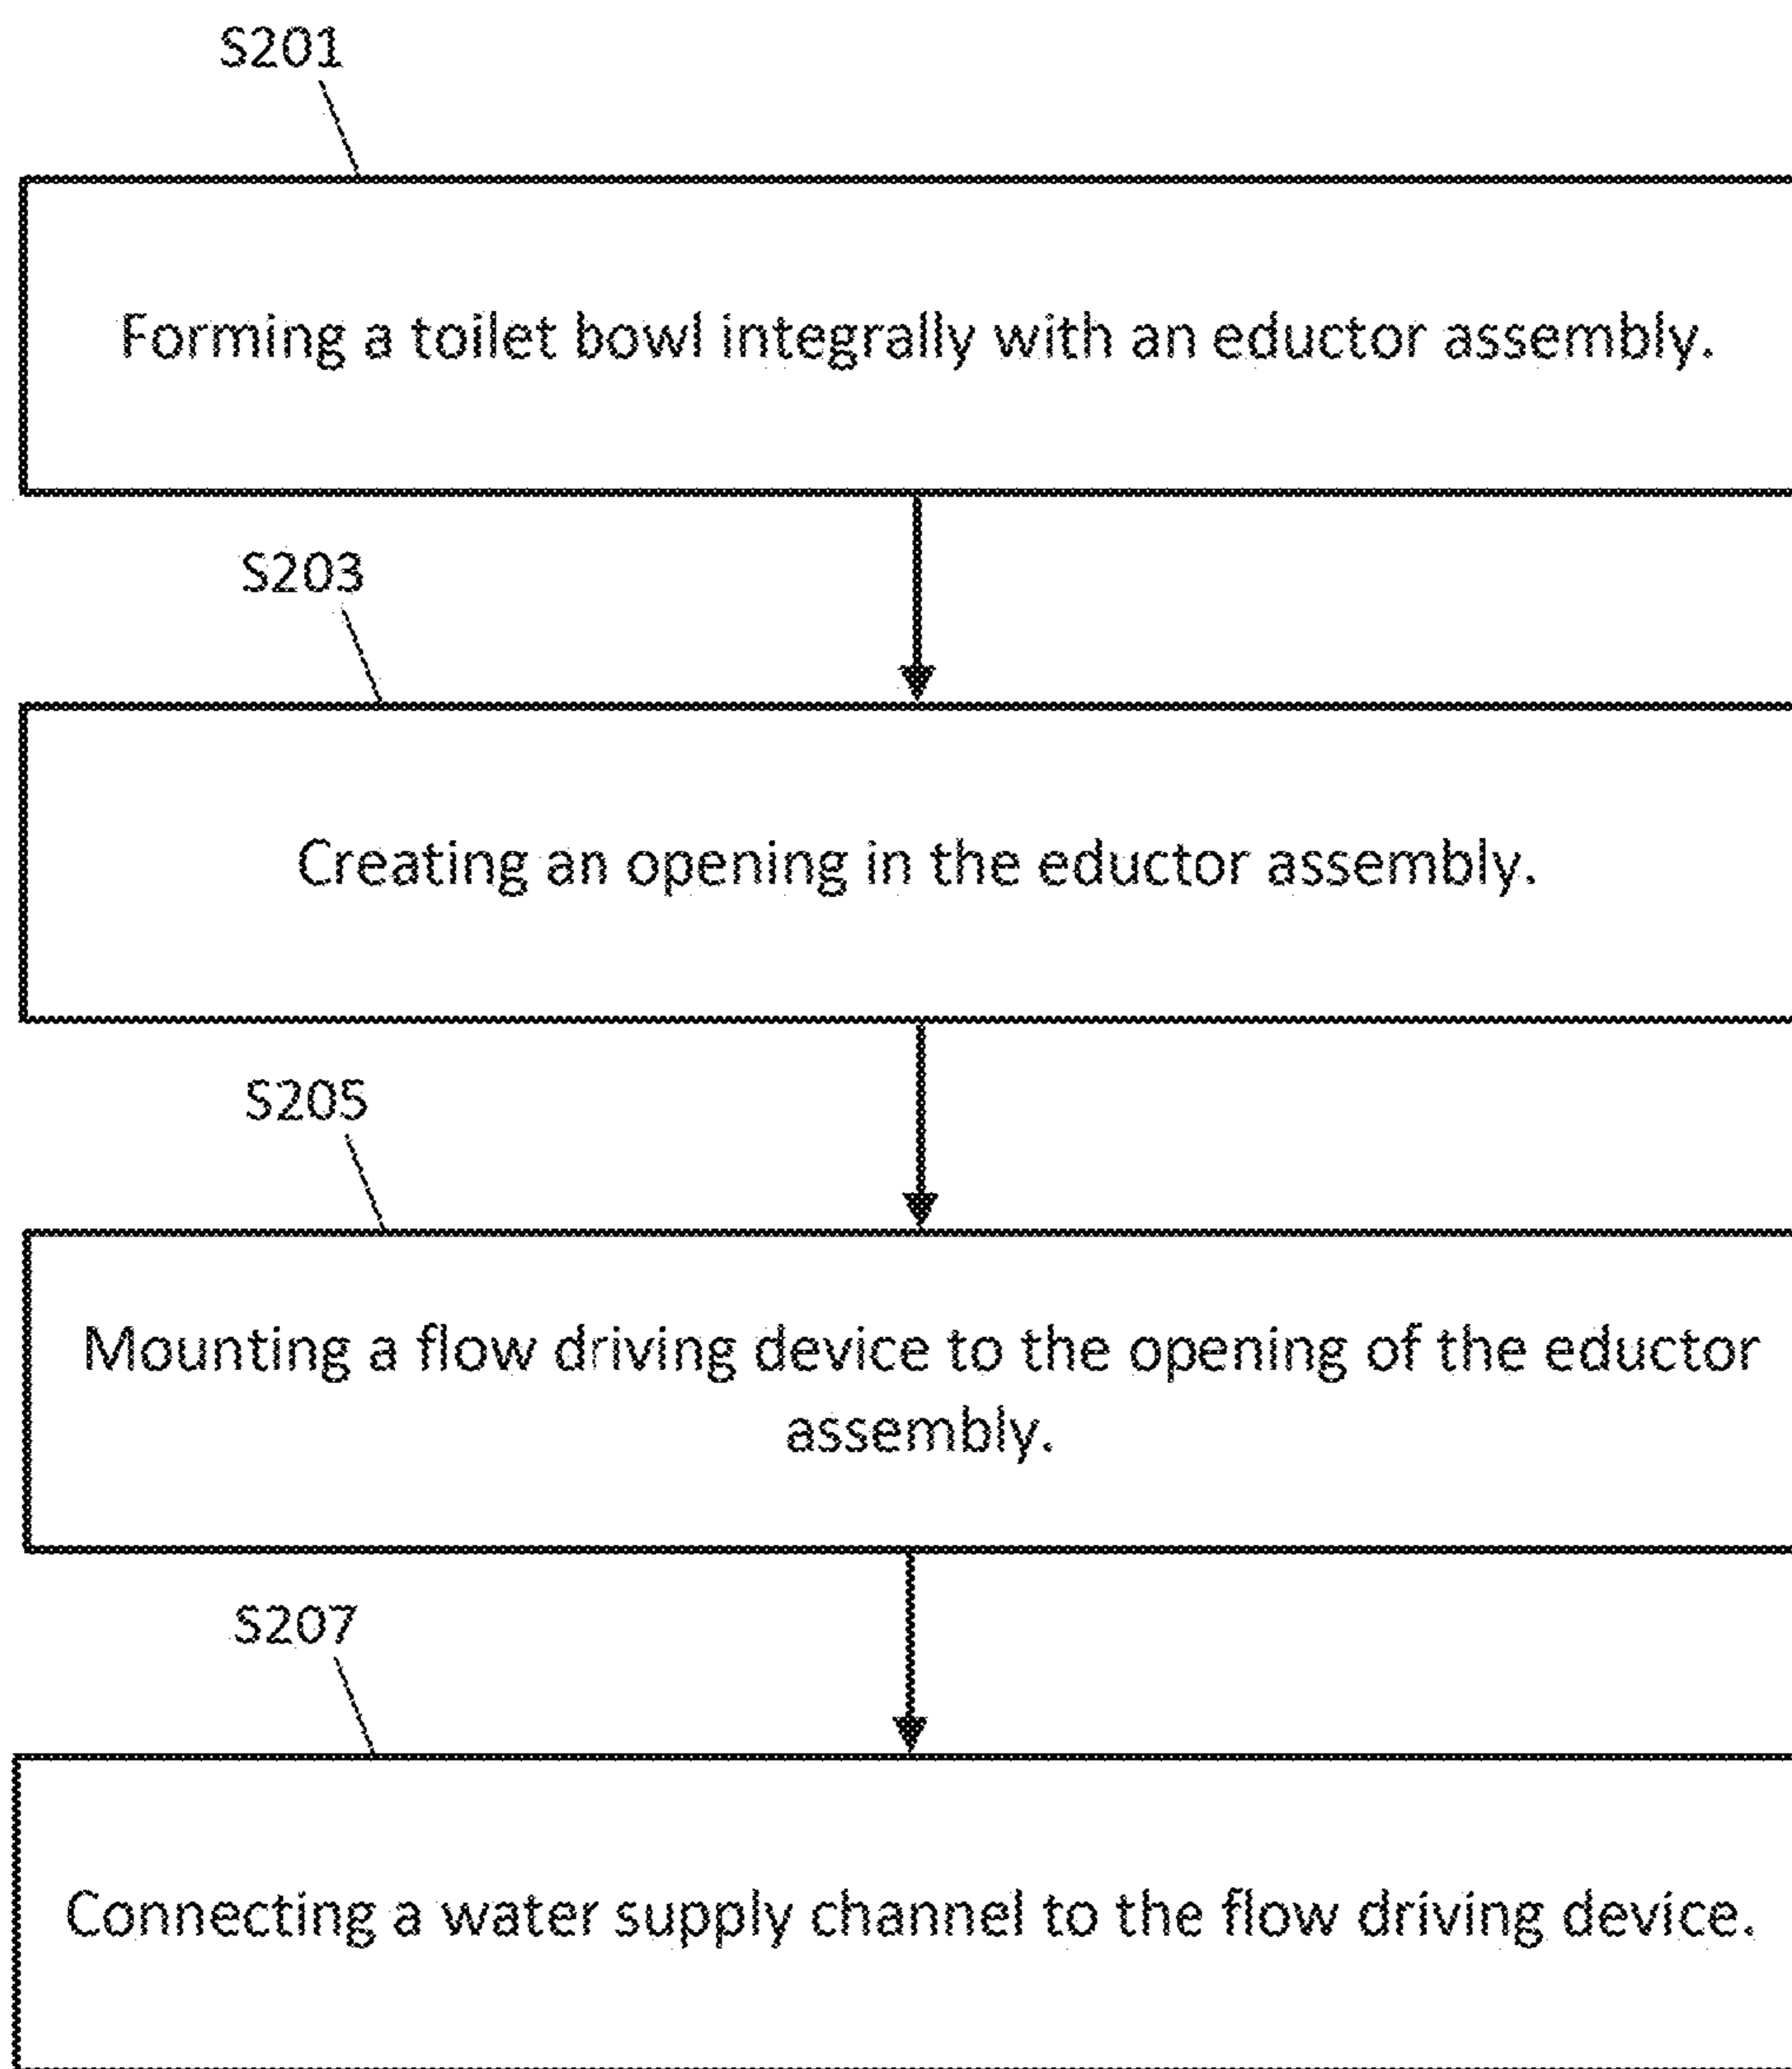 S201
Forming a toilet bowl integrally with an eductor assembly.
S203
Creating an opening in the eductor assembly.
S205
Mounting a flow driving device to the opening of the eductor
assembly.
S207
Connecting a water supply channel to the flow driving device.